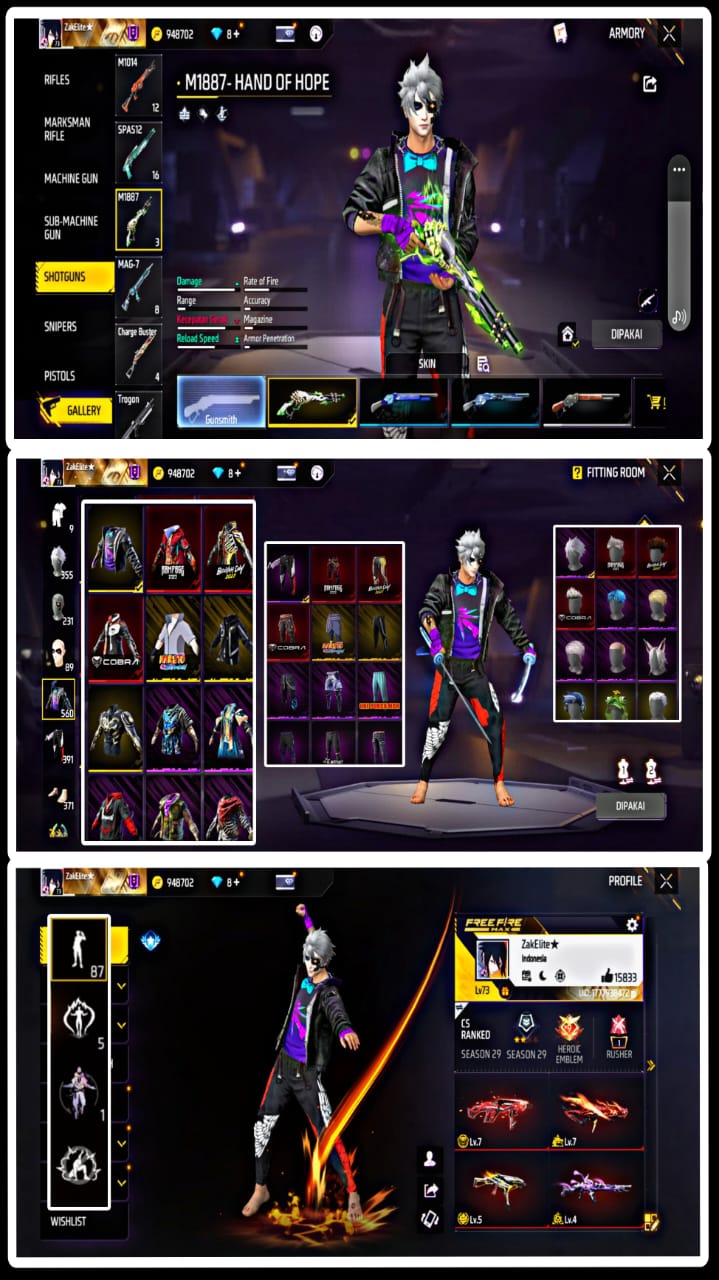 ZakElite★
948702
8+
ARMORY
RIFLES
MARKSMAN
RIFLE
MACHINE GUN
SUB-MACHINE
GUN
SHOTGUNS
SNIPERS
PISTOLS
GALLERY
M1014
12
SPAS12
16
M1887
3
MAG-7
8
Charge Buster
4
Trogon
• M1887- HAND OF HOPE
Damage
Rate of Fire
Range
Accuracy
Magazine
Reload Speed
Armor Penetration
DIPAKAI
SKIN
Gunsmith
ZakElite★
948702
8+
FITTING ROOM
9
355
231
89
560
391
371
BOOYAH DAY
2023
COBRA
NARUTO
COBRA
COBRA
DIPAKAI
ZakElite★
948702
8+
PROFILE
87
5
1
WISHLIST
FREE FIRE
MAX
ZakElite★
Indonesia
Lv73
15833
CS
RANKED
SEASON 29
SEASON 29
HEROIC
EMBLEM
1
RUSHER
Lv.7
Lv.7
Lv.5
Lv.4